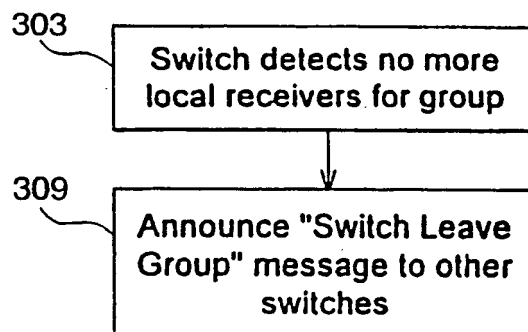 303
Switch detects no more
local receivers for group
309
Announce "Switch Leave
Group" message to other
switches